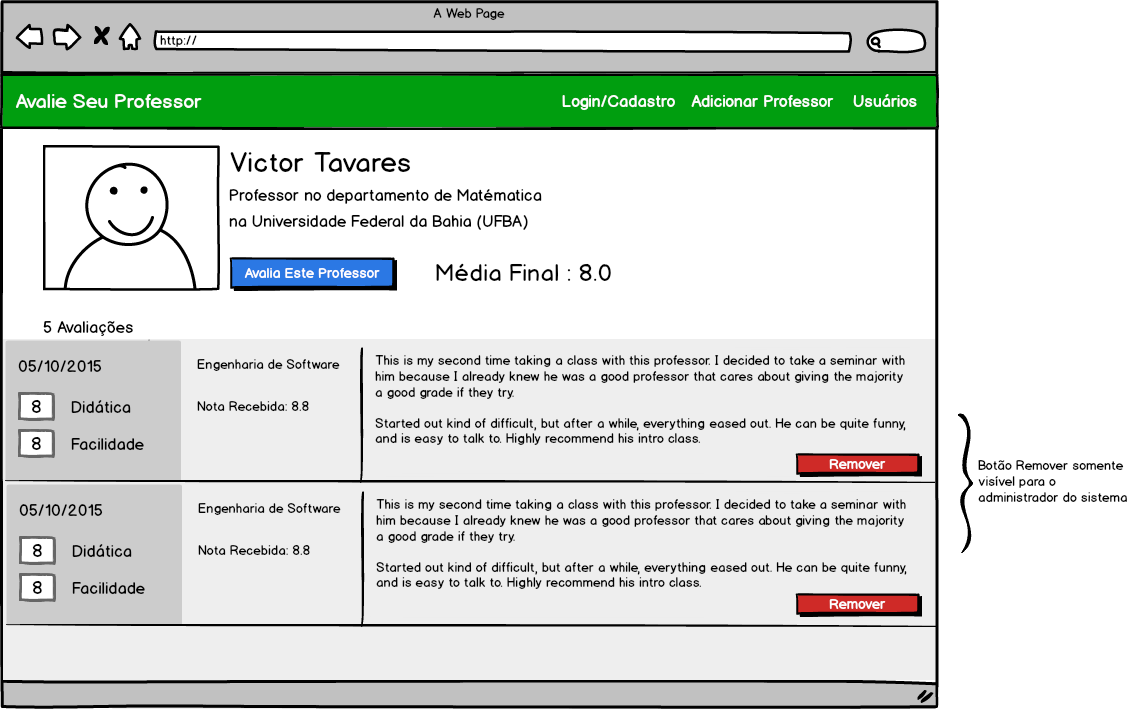 A Web Page
http://
Avalie Seu Professor
Login/Cadastro
Adicionar Professor
Usuários
Victor Tavares
Professor no departamento de Matématica
na Universidade Federal da Bahia (UFBA)
Avalia Este Professor
Média Final : 8.0
5 Avaliações
05/10/2015
8 Didática
8 Facilidade
Engenharia de Software
Nota Recebida: 8.8
This is my second time taking a class with this professor. I decided to take a seminar with
him because I already knew he was a good professor that cares about giving the majority
a good grade if they try.
Started out kind of difficult, but after a while, everything eased out. He can be quite funny,
and is easy to talk to. Highly recommend his intro class.
Remover
05/10/2015
8 Didática
8 Facilidade
Engenharia de Software
Nota Recebida: 8.8
This is my second time taking a class with this professor. I decided to take a seminar with
him because I already knew he was a good professor that cares about giving the majority
a good grade if they try.
Started out kind of difficult, but after a while, everything eased out. He can be quite funny,
and is easy to talk to. Highly recommend his intro class.
Remover
Botão Remover somente
visível para o
administrador do sistema